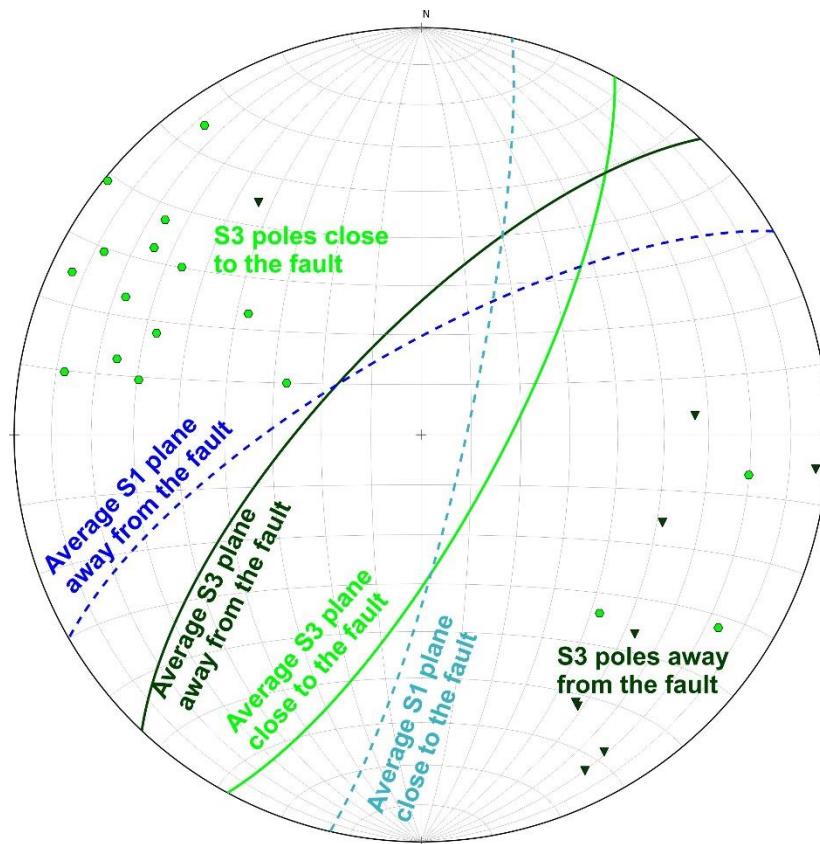 N
S3 poles close
to the fault
Average S1 plane
away from the fault
Average S3 plane
away from the fault
Average S3 plane
close to the fault
Average S1 plane
close to the fault
S3 poles away
from the fault